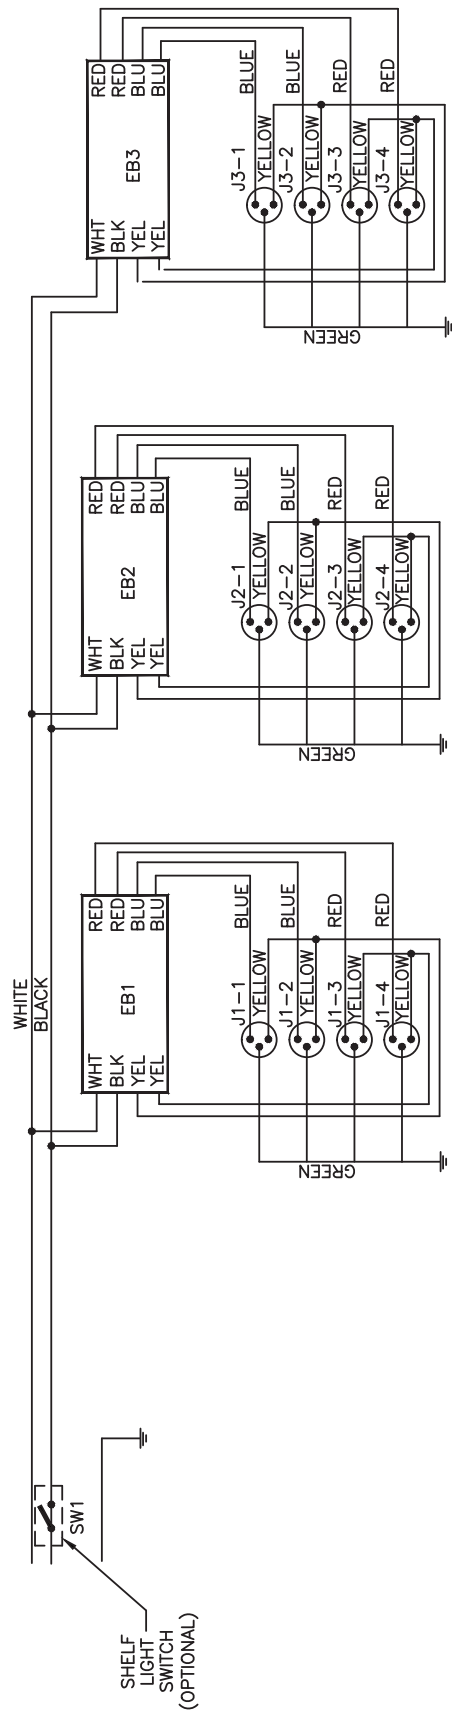 RED
RED
BLU
BLU
EB3
WHT
BLK
YEL
YEL
BLUE
BLUE
RED
RED
J3-1
YELLOW
J3-2
YELLOW
J3-3
YELLOW
J3-4
YELLOW
GREEN
RED
RED
BLU
BLU
EB2
WHT
BLK
YEL
YEL
BLUE
BLUE
RED
RED
J2-1
YELLOW
J2-2
YELLOW
J2-3
YELLOW
J2-4
YELLOW
GREEN
WHITE
BLACK
RED
RED
BLU
BLU
EB1
WHT
BLK
YEL
YEL
BLUE
BLUE
RED
RED
J1-1
YELLOW
J1-2
YELLOW
J1-3
YELLOW
J1-4
YELLOW
GREEN
SW1
SHELF
LIGHT
SWITCH
(OPTIONAL)